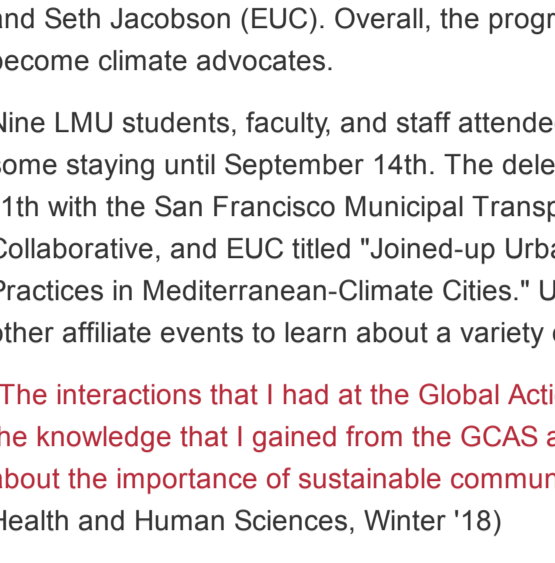 and Seth Jacobson (EUC). Overall, the progr
become climate advocates.
Nine LMU students, faculty, and staff attende
some staying until September 14th. The dele
1th with the San Francisco Municipal Transp
Collaborative, and EUC titled "Joined-up Urba
Practices in Mediterranean-Climate Cities." U
other affiliate events to learn about a variety
The interactions that I had at the Global Acti
the knowledge that I gained from the GCAS a
about the importance of sustainable commun
Health and Human Sciences, Winter '18)